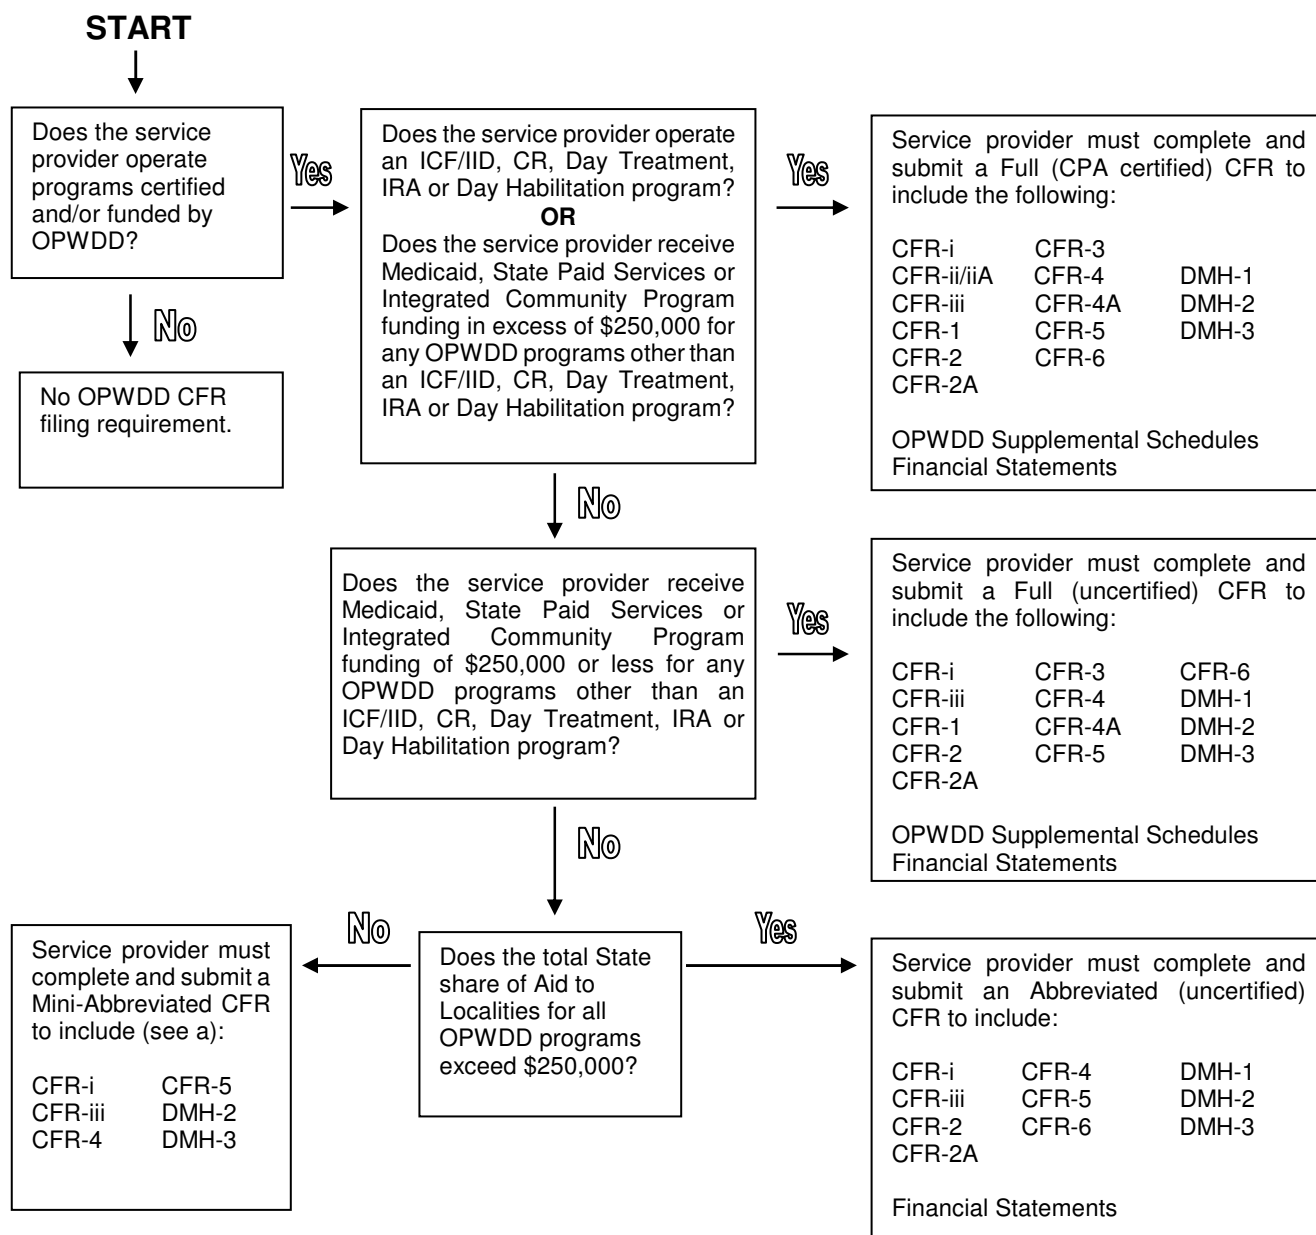 START
Does the service
provider operate
programs certified
and/or funded by
OPWDD?
Yes
No
No OPWDD CFR
filing requirement.
Does the service provider operate
an ICF/IID, CR, Day Treatment,
IRA or Day Habilitation program?
OR
Does the service provider receive
Medicaid, State Paid Services or
Integrated Community Program
funding in excess of $250,000 for
any OPWDD programs other than
an ICF/IID, CR, Day Treatment,
IRA or Day Habilitation program?
Yes
No
Service provider must complete and
submit a Full (CPA certified) CFR to
include the following:
CFR-i CFR-3
CFR-ii/iiA CFR-4 DMH-1
CFR-iii CFR-4A DMH-2
CFR-1 CFR-5 DMH-3
CFR-2 CFR-6
CFR-2A
OPWDD Supplemental Schedules
Financial Statements
Does the service provider receive
Medicaid, State Paid Services or
Integrated Community Program
funding of $250,000 or less for any
OPWDD programs other than an
ICF/IID, CR, Day Treatment, IRA or
Day Habilitation program?
Yes
No
Service provider must complete and
submit a Full (uncertified) CFR to
include the following:
CFR-i CFR-3 CFR-6
CFR-iii CFR-4 DMH-1
CFR-1 CFR-4A DMH-2
CFR-2 CFR-5 DMH-3
CFR-2A
OPWDD Supplemental Schedules
Financial Statements
Does the total State
share of Aid to
Localities for all
OPWDD programs
exceed $250,000?
No
Yes
Service provider must
complete and submit a
Mini-Abbreviated CFR
to include (see a):
CFR-i CFR-5
CFR-iii DMH-2
CFR-4 DMH-3
Service provider must complete and
submit an Abbreviated (uncertified)
CFR to include:
CFR-i CFR-4 DMH-1
CFR-iii CFR-5 DMH-2
CFR-2 CFR-6 DMH-3
CFR-2A
Financial Statements